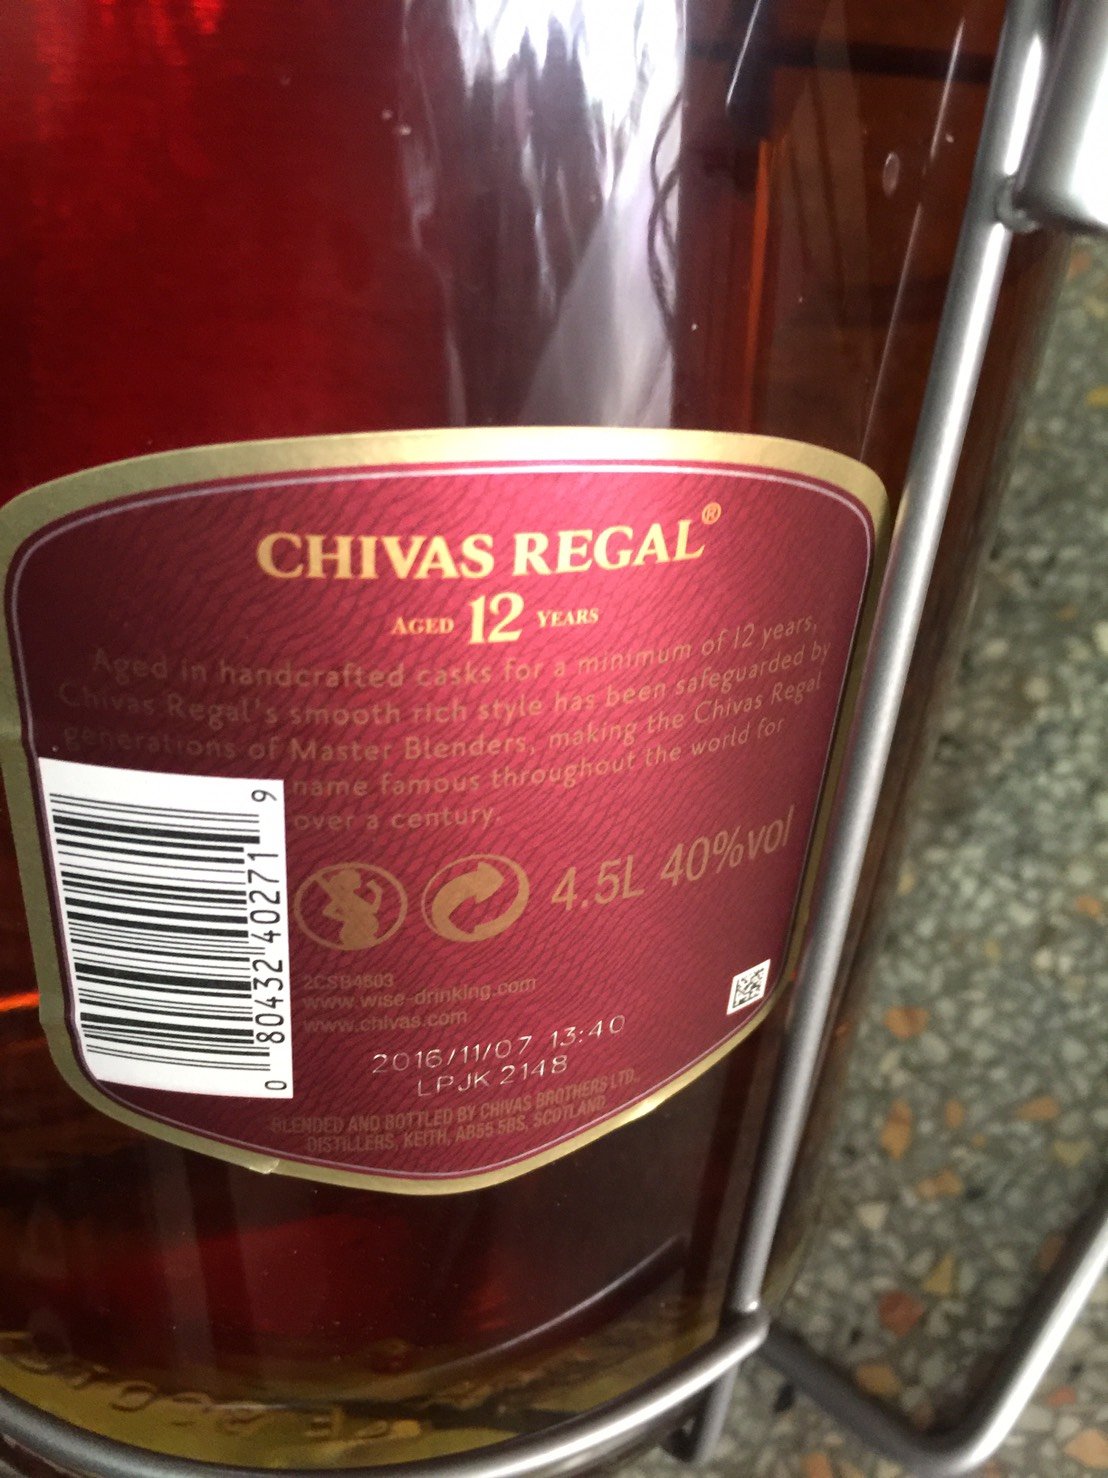 CHIVAS REGAL®
AGED 12 YEARS
Aged in handcrafted casks for a minimum of 12 years,
Chivas Regal's smooth rich style has been safeguarded by
generations of Master Blenders, making the Chivas Regal
name famous throughout the world for
over a century.
4.5L 40%vol
0 80432 40271 9
2CSB4603
www.wise-drinking.com
www.chivas.com
2016/11/07 13:40
LPJK 2148
BLENDED AND BOTTLED BY CHIVAS BROTHERS LTD.
DISTILLERS, KEITH, AB55 5BS, SCOTLAND